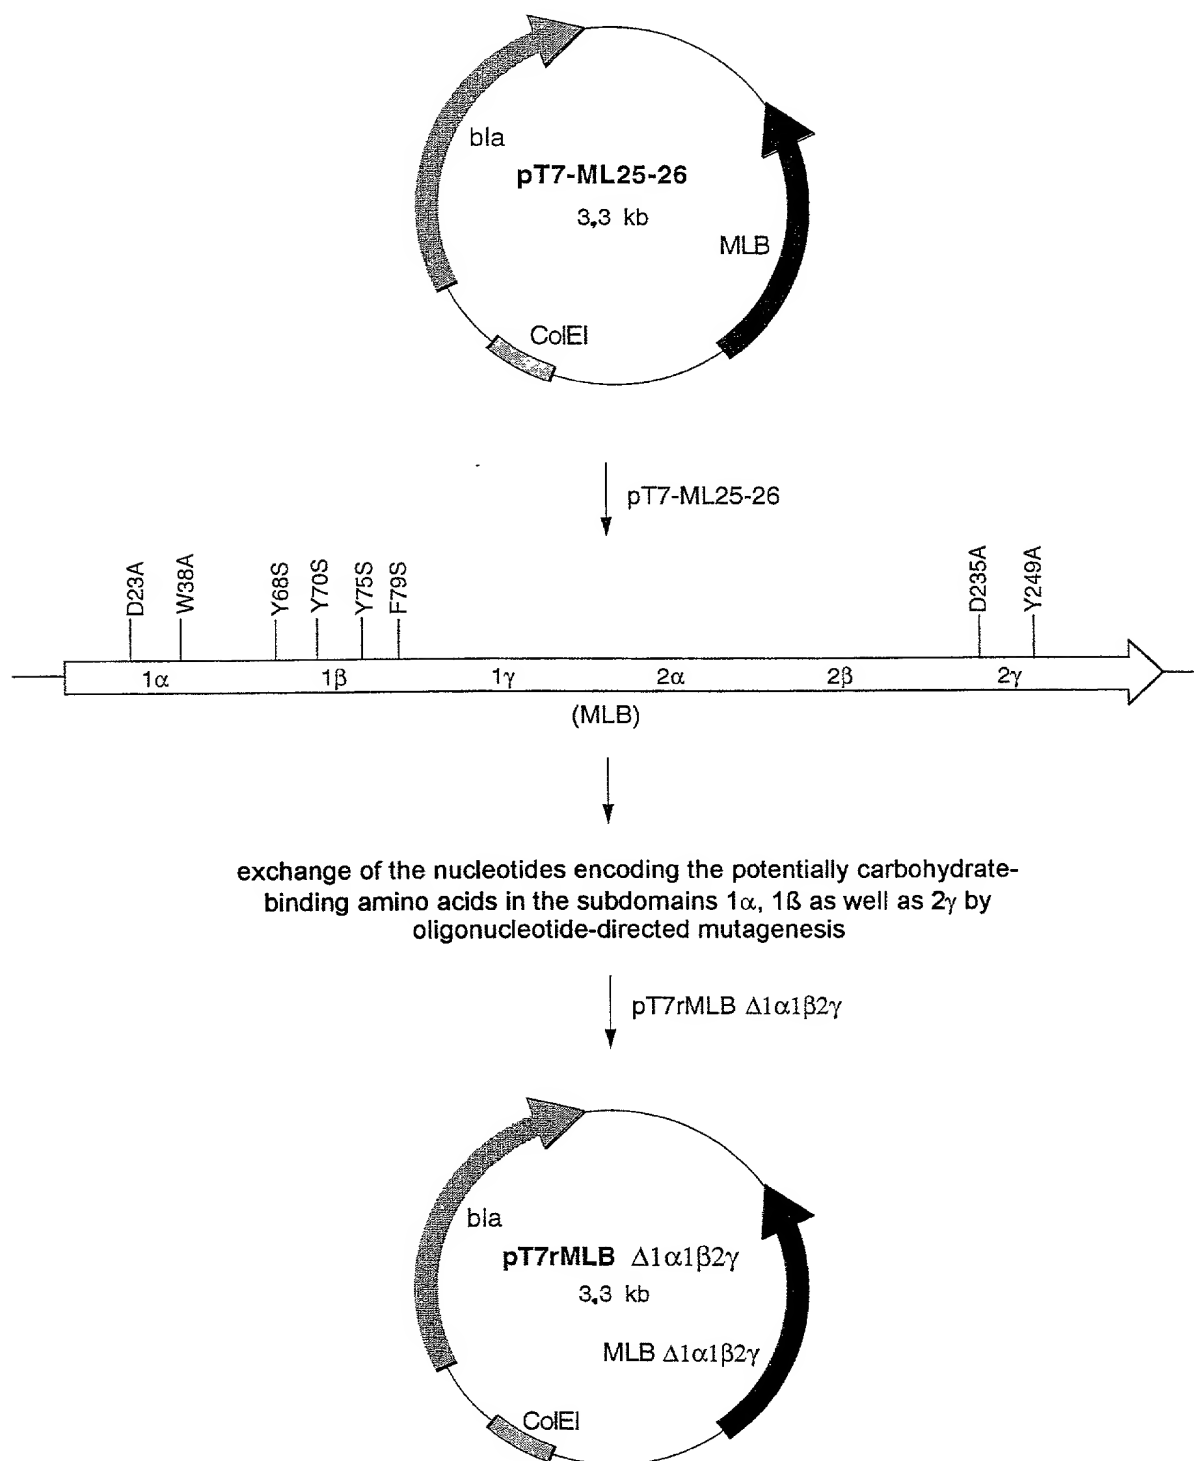 bla
pT7-ML25-26
3,3 kb
MLB
ColEI
pT7-ML25-26
D23A
W38A
Y68S
Y70S
Y75S
F79S
D235A
Y249A
1α 1β 1γ 2α 2β 2γ
(MLB)
exchange of the nucleotides encoding the potentially carbohydrate-
binding amino acids in the subdomains 1α, 1ß as well as 2γ by
oligonucleotide-directed mutagenesis
pT7rMLB Δ1α1β2γ
bla
pT7rMLB Δ1α1β2γ
3,3 kb
MLB Δ1α1β2γ
ColEI